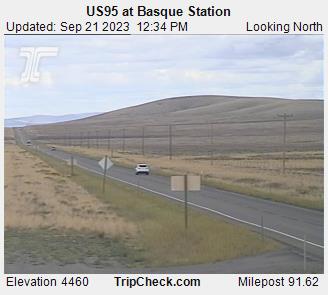 US95 at Basque Station
Updated: Sep 21 2023 12:34 PM Looking North
Elevation 4460 TripCheck.com Milepost 91.62